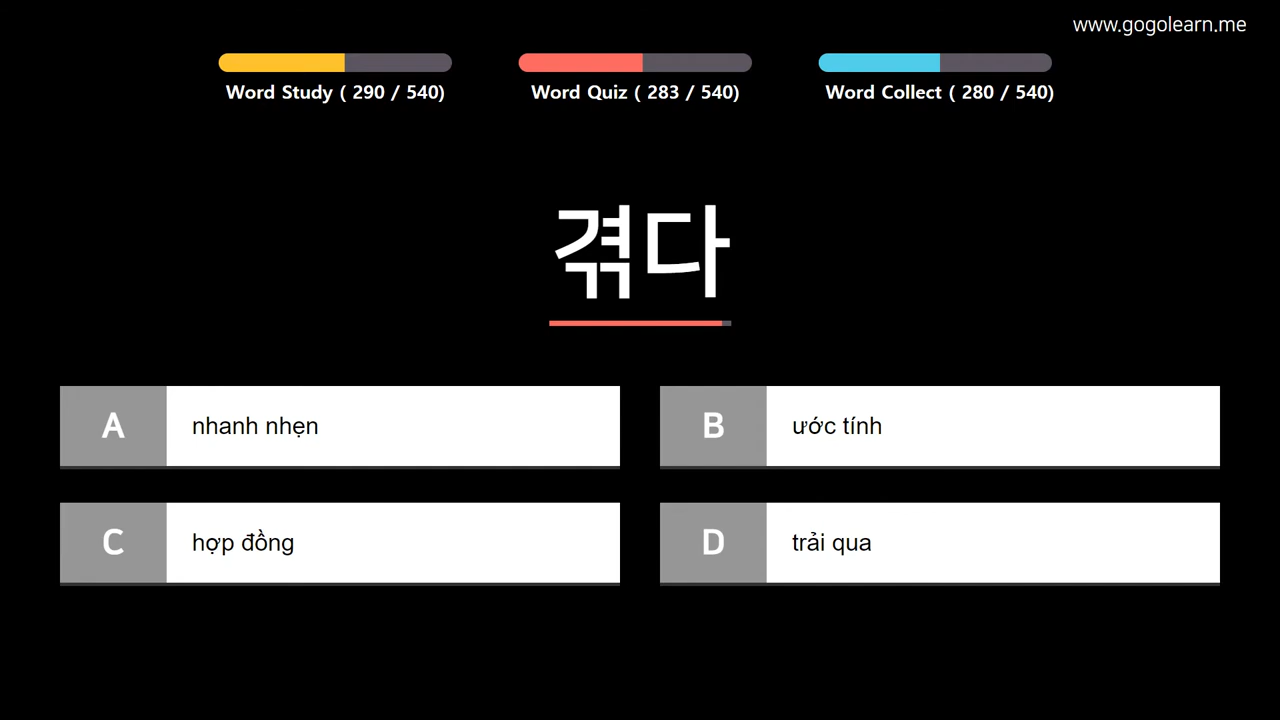 www.gogolearn.me
Word Study ( 290 / 540)
Word Quiz ( 283 / 540)
Word Collect ( 280 / 540)
겪다
A nhanh nhẹn
B ước tính
C hợp đồng
D trải qua